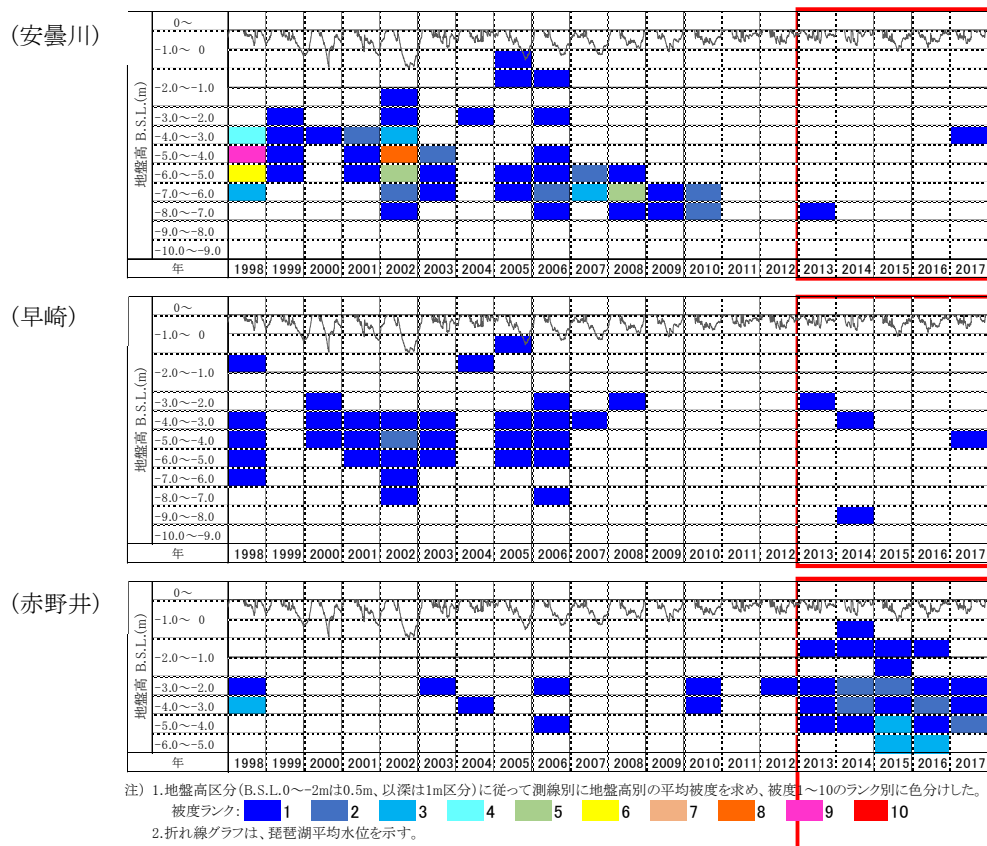 (安曇川)
地盤高 B.S.L.(m)
0～
-1.0～ 0
-2.0～-1.0
-3.0～-2.0
-4.0～-3.0
-5.0～-4.0
-6.0～-5.0
-7.0～-6.0
-8.0～-7.0
-9.0～-8.0
-10.0～-9.0
年 1998 1999 2000 2001 2002 2003 2004 2005 2006 2007 2008 2009 2010 2011 2012 2013 2014 2015 2016 2017
(早崎)
地盤高 B.S.L.(m)
0～
-1.0～ 0
-2.0～-1.0
-3.0～-2.0
-4.0～-3.0
-5.0～-4.0
-6.0～-5.0
-7.0～-6.0
-8.0～-7.0
-9.0～-8.0
-10.0～-9.0
年 1998 1999 2000 2001 2002 2003 2004 2005 2006 2007 2008 2009 2010 2011 2012 2013 2014 2015 2016 2017
(赤野井)
地盤高 B.S.L.(m)
0～
-1.0～ 0
-2.0～-1.0
-3.0～-2.0
-4.0～-3.0
-5.0～-4.0
-6.0～-5.0
年 1998 1999 2000 2001 2002 2003 2004 2005 2006 2007 2008 2009 2010 2011 2012 2013 2014 2015 2016 2017
注) 1.地盤高区分(B.S.L.0～-2mは0.5m、以深は1m区分)に従って測線別に地盤高別の平均被度を求め、被度1～10のランク別に色分けした。
被度ランク: 1 2 3 4 5 6 7 8 9 10
2.折れ線グラフは、琵琶湖平均水位を示す。